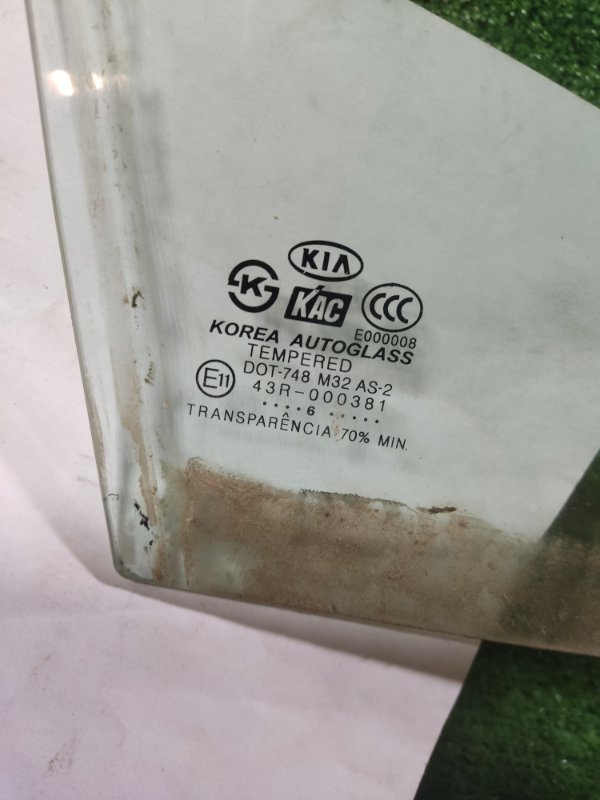 KIA
K KAC CCC
E000008
KOREA AUTOGLASS
TEMPERED
DOT-748 M32 AS-2
E11 43R-000381
....6 .....
TRANSPARÊNCIA 70% MIN.